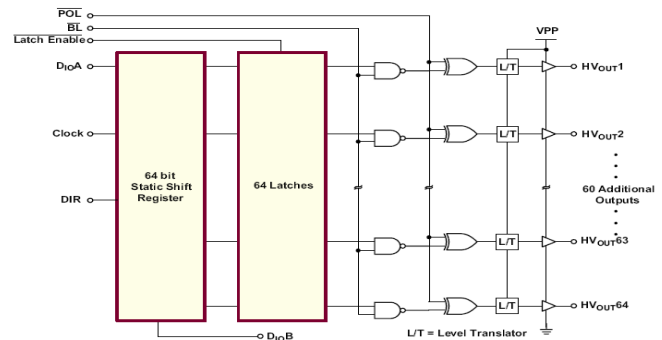 POL
BL
Latch Enable
VPP
DIOA
L/T
HVOUT1
Clock
L/T
HVOUT2
64 bit
Static Shift
Register
64 Latches
DIR
60 Additional
Outputs
L/T
HVOUT63
L/T
HVOUT64
DIOB
L/T = Level Translator